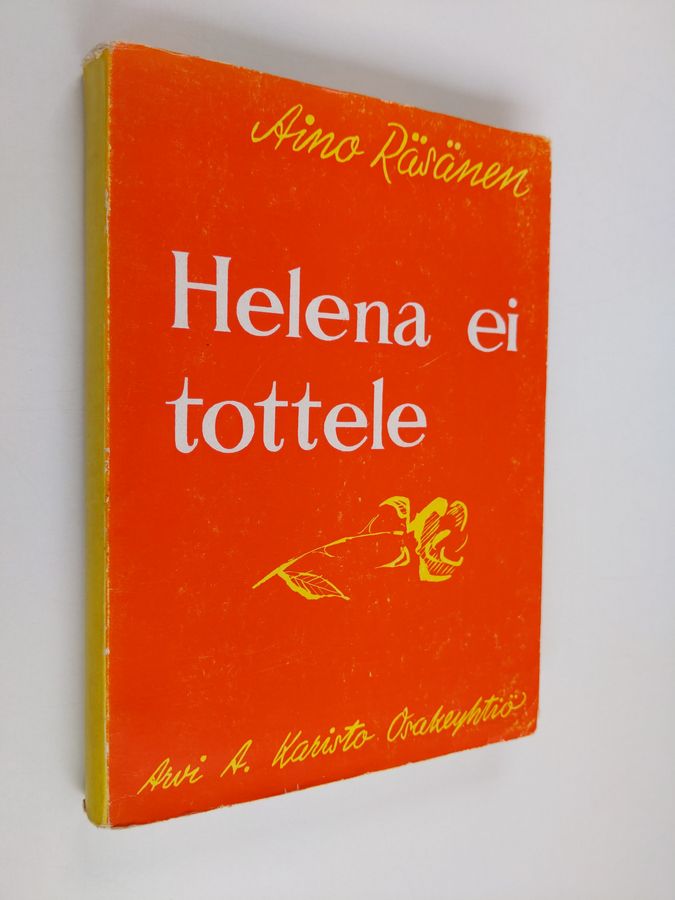 Aino Räsänen
Helena ei
tottele
Arvi A. Karisto Osakeyhtiö